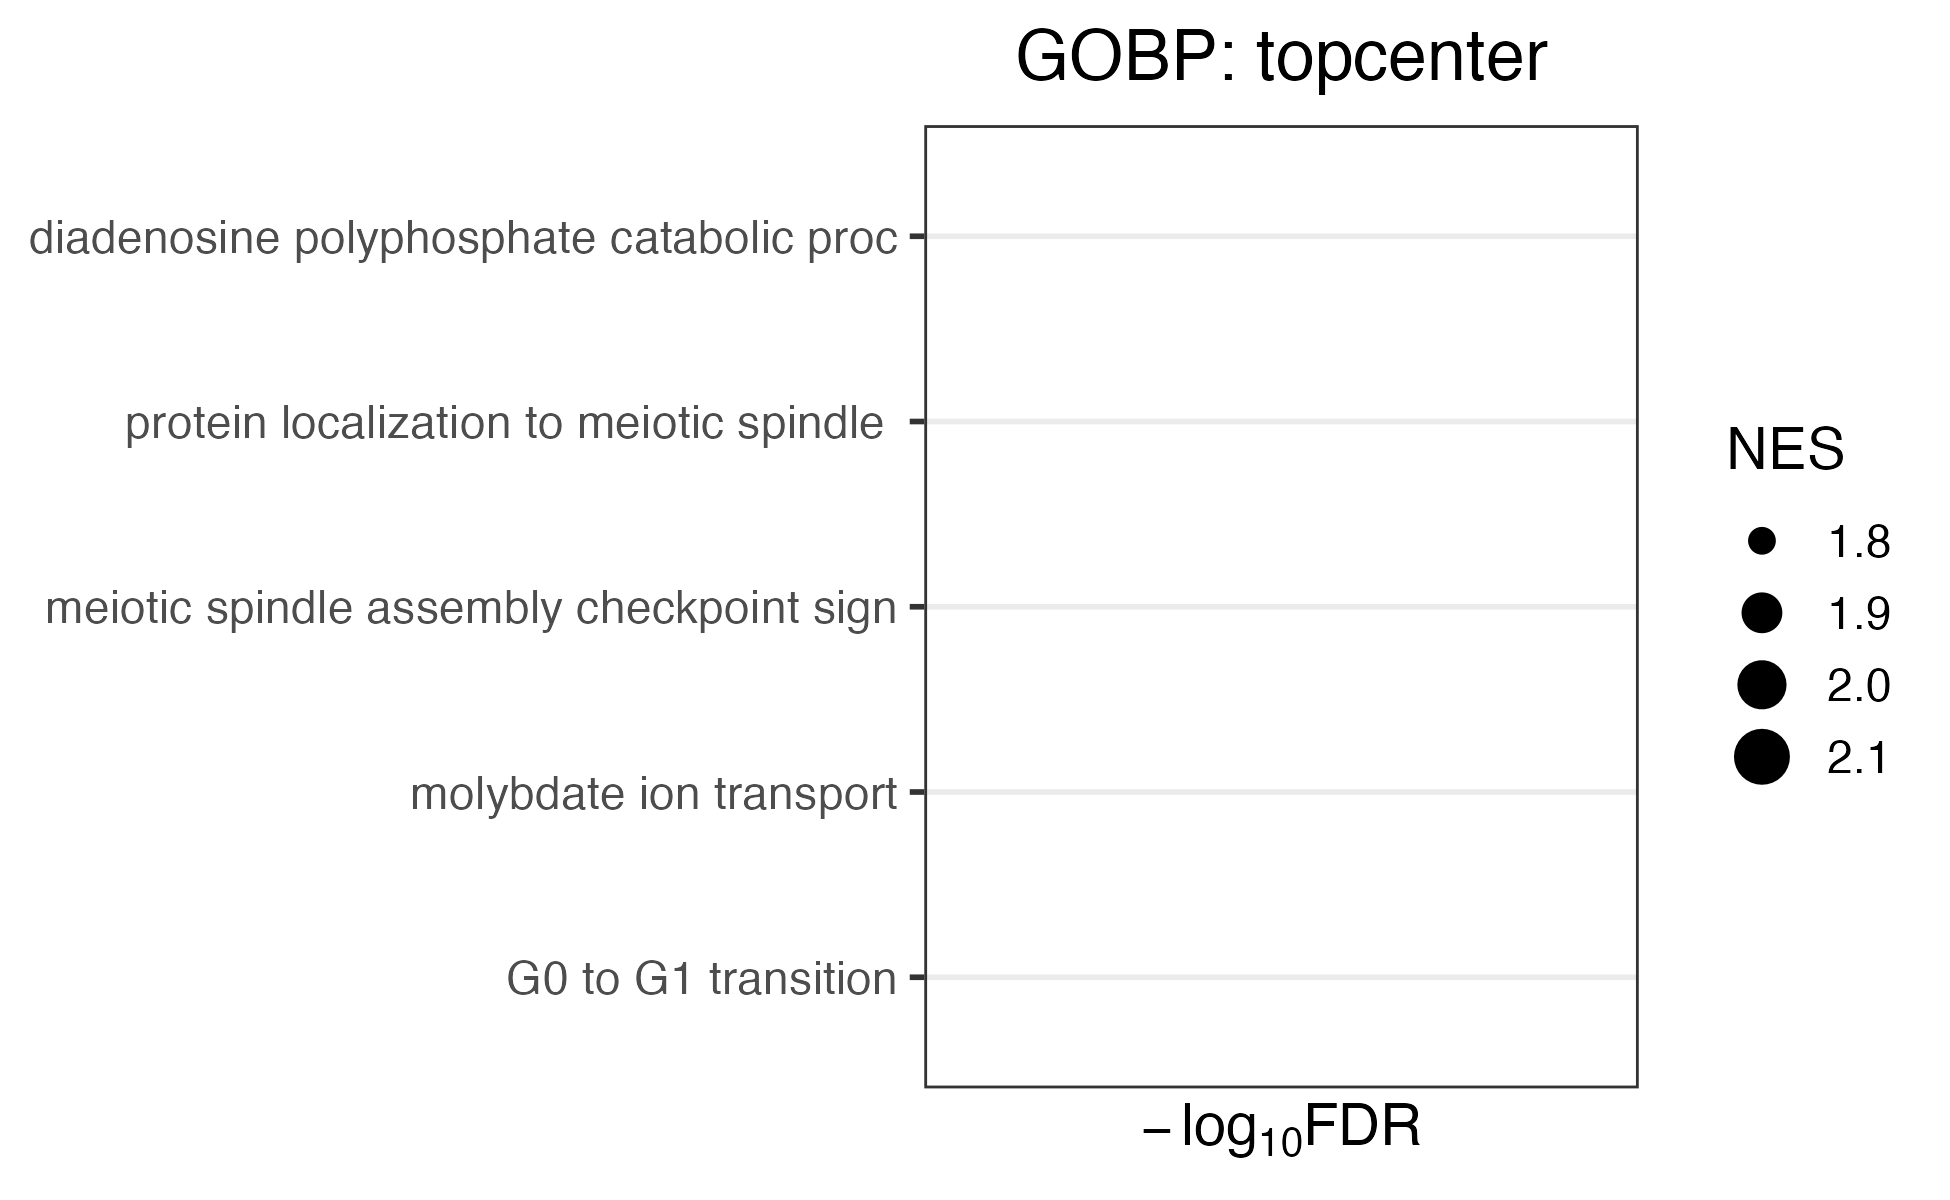 GOBP: topcenter
diadenosine polyphosphate catabolic proc
protein localization to meiotic spindle
meiotic spindle assembly checkpoint sign
molybdate ion transport
G0 to G1 transition
−log₁₀FDR
NES
1.8
1.9
2.0
2.1